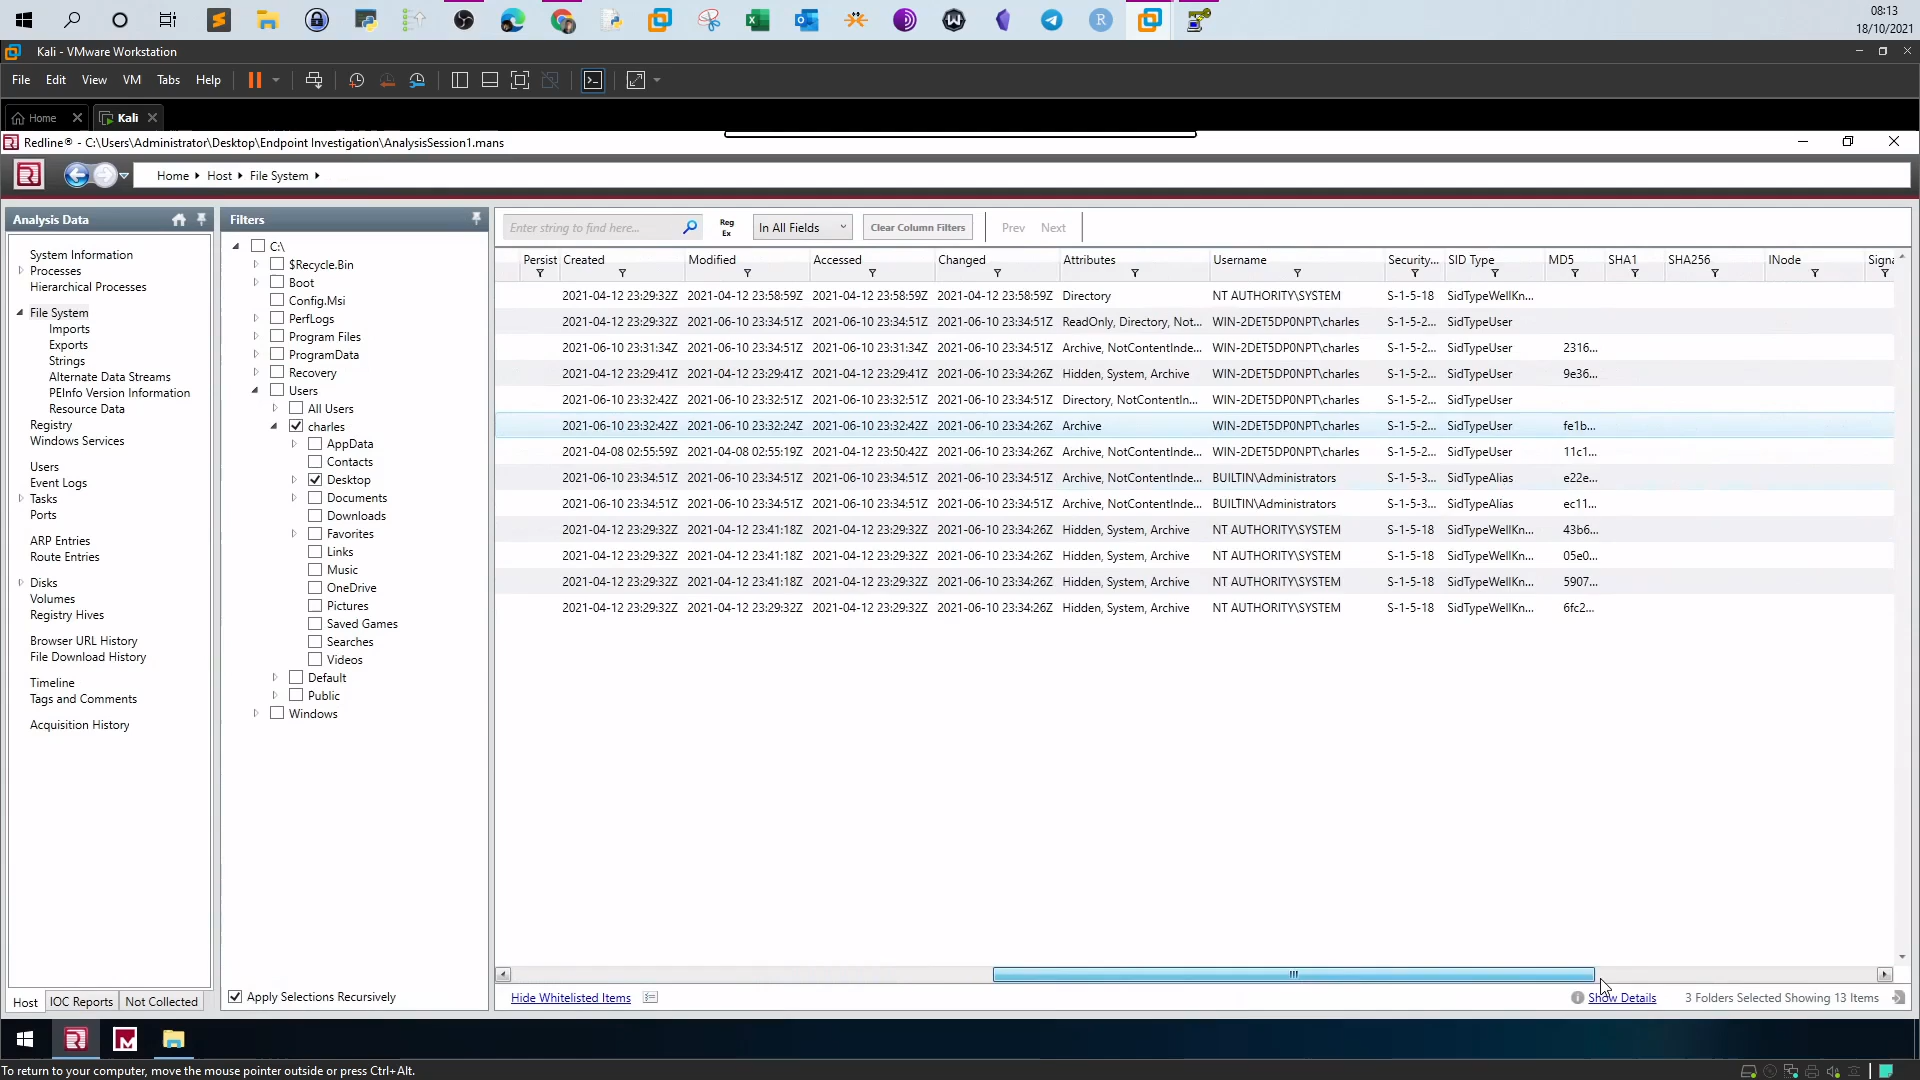 08:13
18/10/2021
Kali - VMware Workstation
File Edit View VM Tabs Help
Home Kali
Redline® - C:\Users\Administrator\Desktop\Endpoint Investigation\AnalysisSession1.mans
Home Host File System
Analysis Data
System Information
Processes
Hierarchical Processes
File System
Imports
Exports
Strings
Alternate Data Streams
PEInfo Version Information
Resource Data
Registry
Windows Services
Users
Event Logs
Tasks
Ports
ARP Entries
Route Entries
Disks
Volumes
Registry Hives
Browser URL History
File Download History
Timeline
Tags and Comments
Acquisition History
Host IOC Reports Not Collected
Filters
C:\
$Recycle.Bin
Boot
Config.Msi
PerfLogs
Program Files
ProgramData
Recovery
Users
All Users
charles
AppData
Contacts
Desktop
Documents
Downloads
Favorites
Links
Music
OneDrive
Pictures
Saved Games
Searches
Videos
Default
Public
Windows
Apply Selections Recursively
Enter string to find here... Reg Ex In All Fields Clear Column Filters Prev Next
Persist Created Modified Accessed Changed Attributes Username Security... SID Type MD5 SHA1 SHA256 INode Signa
2021-04-12 23:29:32Z 2021-04-12 23:58:59Z 2021-04-12 23:58:59Z 2021-04-12 23:58:59Z Directory NT AUTHORITY\SYSTEM S-1-5-18 SidTypeWellKn...
2021-04-12 23:29:32Z 2021-06-10 23:34:51Z 2021-06-10 23:34:51Z 2021-06-10 23:34:51Z ReadOnly, Directory, Not... WIN-2DET5DP0NPT\charles S-1-5-2... SidTypeUser
2021-06-10 23:31:34Z 2021-06-10 23:34:51Z 2021-06-10 23:31:34Z 2021-06-10 23:34:51Z Archive, NotContentInde... WIN-2DET5DP0NPT\charles S-1-5-2... SidTypeUser 2316...
2021-04-12 23:29:41Z 2021-04-12 23:29:41Z 2021-04-12 23:29:41Z 2021-06-10 23:34:26Z Hidden, System, Archive WIN-2DET5DP0NPT\charles S-1-5-2... SidTypeUser 9e36...
2021-06-10 23:32:42Z 2021-06-10 23:32:51Z 2021-06-10 23:32:51Z 2021-06-10 23:34:51Z Directory, NotContentIn... WIN-2DET5DP0NPT\charles S-1-5-2... SidTypeUser
2021-06-10 23:32:42Z 2021-06-10 23:32:24Z 2021-06-10 23:32:42Z 2021-06-10 23:34:26Z Archive WIN-2DET5DP0NPT\charles S-1-5-2... SidTypeUser fe1b...
2021-04-08 02:55:59Z 2021-04-08 02:55:19Z 2021-04-12 23:50:42Z 2021-06-10 23:34:26Z Archive, NotContentInde... WIN-2DET5DP0NPT\charles S-1-5-2... SidTypeUser 11c1...
2021-06-10 23:34:51Z 2021-06-10 23:34:51Z 2021-06-10 23:34:51Z 2021-06-10 23:34:51Z Archive, NotContentInde... BUILTIN\Administrators S-1-5-3... SidTypeAlias e22e...
2021-06-10 23:34:51Z 2021-06-10 23:34:51Z 2021-06-10 23:34:51Z 2021-06-10 23:34:51Z Archive, NotContentInde... BUILTIN\Administrators S-1-5-3... SidTypeAlias ec11...
2021-04-12 23:29:32Z 2021-04-12 23:41:18Z 2021-04-12 23:29:32Z 2021-06-10 23:34:26Z Hidden, System, Archive NT AUTHORITY\SYSTEM S-1-5-18 SidTypeWellKn... 43b6...
2021-04-12 23:29:32Z 2021-04-12 23:41:18Z 2021-04-12 23:29:32Z 2021-06-10 23:34:26Z Hidden, System, Archive NT AUTHORITY\SYSTEM S-1-5-18 SidTypeWellKn... 05e0...
2021-04-12 23:29:32Z 2021-04-12 23:41:18Z 2021-04-12 23:29:32Z 2021-06-10 23:34:26Z Hidden, System, Archive NT AUTHORITY\SYSTEM S-1-5-18 SidTypeWellKn... 5907...
2021-04-12 23:29:32Z 2021-04-12 23:29:32Z 2021-04-12 23:29:32Z 2021-06-10 23:34:26Z Hidden, System, Archive NT AUTHORITY\SYSTEM S-1-5-18 SidTypeWellKn... 6fc2...
Hide Whitelisted Items Show Details 3 Folders Selected Showing 13 Items
To return to your computer, move the mouse pointer outside or press Ctrl+Alt.